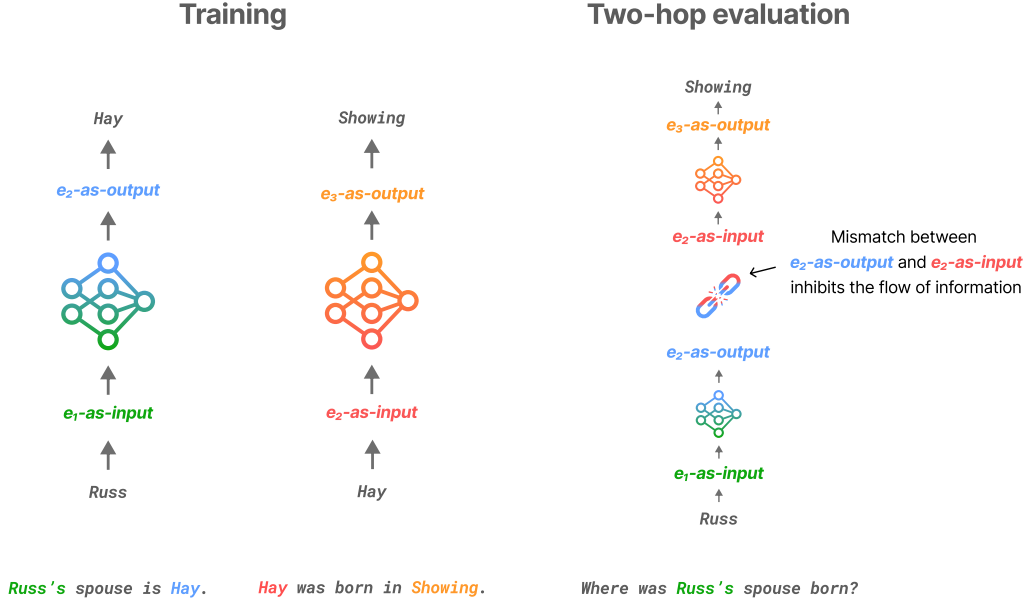 Training
Two-hop evaluation
Hay
e₂-as-output
e₁-as-input
Russ
Showing
e₃-as-output
e₂-as-input
Hay
Showing
e₃-as-output
e₂-as-input
Mismatch between
e₂-as-output and e₂-as-input
inhibits the flow of information
e₂-as-output
e₁-as-input
Russ
Russ's spouse is Hay.
Hay was born in Showing.
Where was Russ's spouse born?